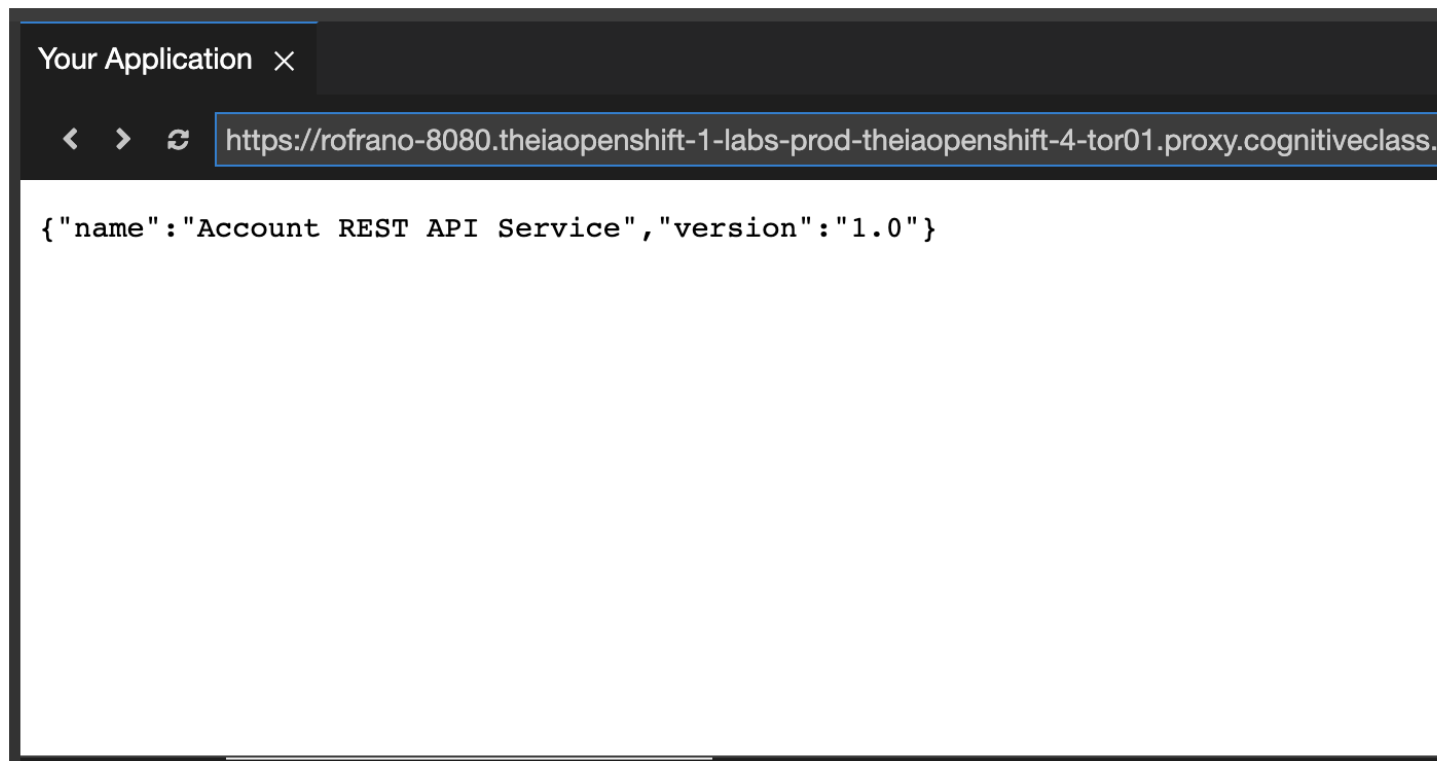 Your Application
https://rofrano-8080.theiaopenshift-1-labs-prod-theiaopenshift-4-tor01.proxy.cognitiveclass.
{"name":"Account REST API Service","version":"1.0"}